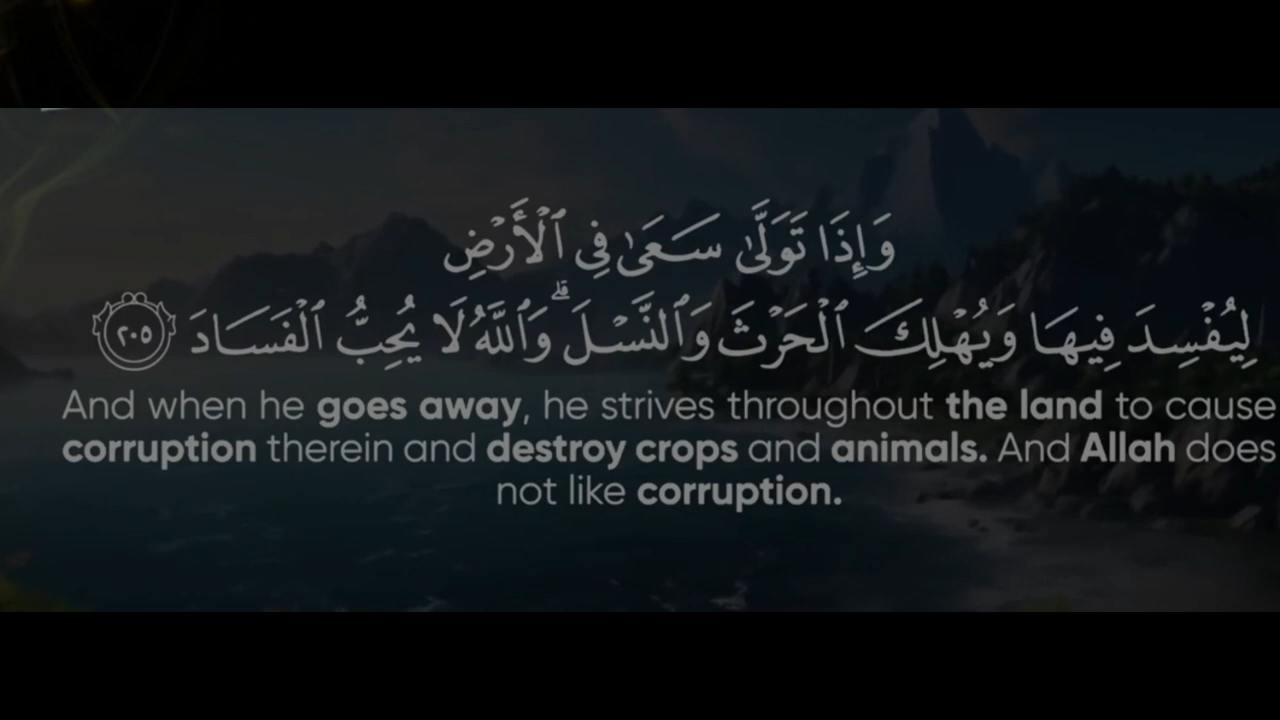 وَإِذَا تَوَلَّىٰ سَعَىٰ فِي ٱلْأَرْضِ
لِيُفْسِدَ فِيهَا وَيُهْلِكَ ٱلْحَرْثَ وَٱلنَّسْلَ ۗ وَٱللَّهُ لَا يُحِبُّ ٱلْفَسَادَ ٢٠٥
And when he goes away, he strives throughout the land to cause
corruption therein and destroy crops and animals. And Allah does
not like corruption.